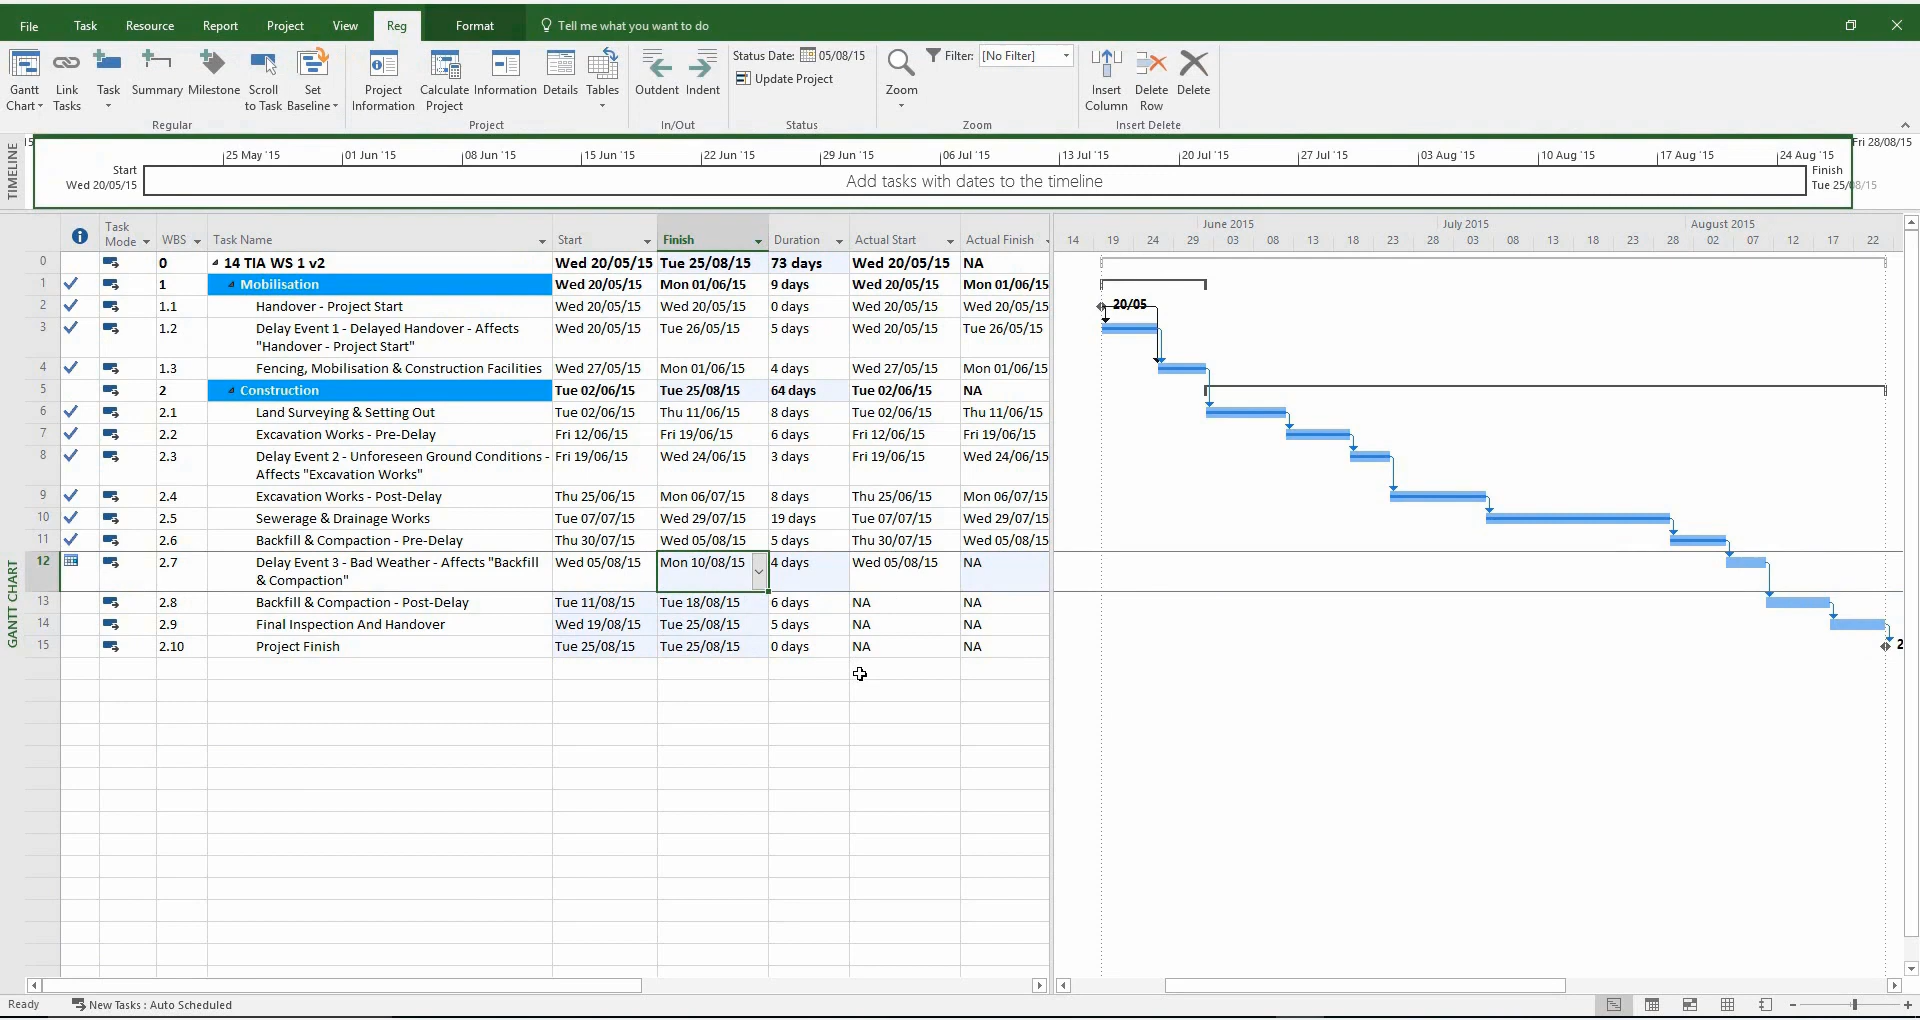 File Task Resource Report Project View Reg Format Tell me what you want to do
Gantt Chart Link Tasks Task Summary Milestone Scroll to Task Set Baseline Project Information Calculate Project Information Details Tables Outdent Indent Status Date: 05/08/15 Update Project Zoom Filter: [No Filter] Insert Column Delete Row Delete
Regular Project In/Out Status Zoom Insert Delete
TIMELINE
25 May '15 01 Jun '15 08 Jun '15 15 Jun '15 22 Jun '15 29 Jun '15 06 Jul '15 13 Jul '15 20 Jul '15 27 Jul '15 03 Aug '15 10 Aug '15 17 Aug '15 24 Aug '15 Fri 28/08/15
Start
Wed 20/05/15
Add tasks with dates to the timeline
Finish
Tue 25/08/15
Task Mode WBS Task Name Start Finish Duration Actual Start Actual Finish
June 2015 July 2015 August 2015
14 19 24 29 03 08 13 18 23 28 03 08 13 18 23 28 02 07 12 17 22
0 0 14 TIA WS 1 v2 Wed 20/05/15 Tue 25/08/15 73 days Wed 20/05/15 NA
1 1 Mobilisation Wed 20/05/15 Mon 01/06/15 9 days Wed 20/05/15 Mon 01/06/15
2 1.1 Handover - Project Start Wed 20/05/15 Wed 20/05/15 0 days Wed 20/05/15 Wed 20/05/15 20/05
3 1.2 Delay Event 1 - Delayed Handover - Affects Wed 20/05/15 Tue 26/05/15 5 days Wed 20/05/15 Tue 26/05/15
"Handover - Project Start"
4 1.3 Fencing, Mobilisation & Construction Facilities Wed 27/05/15 Mon 01/06/15 4 days Wed 27/05/15 Mon 01/06/15
5 2 Construction Tue 02/06/15 Tue 25/08/15 64 days Tue 02/06/15 NA
6 2.1 Land Surveying & Setting Out Tue 02/06/15 Thu 11/06/15 8 days Tue 02/06/15 Thu 11/06/15
7 2.2 Excavation Works - Pre-Delay Fri 12/06/15 Fri 19/06/15 6 days Fri 12/06/15 Fri 19/06/15
8 2.3 Delay Event 2 - Unforeseen Ground Conditions - Fri 19/06/15 Wed 24/06/15 3 days Fri 19/06/15 Wed 24/06/15
Affects "Excavation Works"
9 2.4 Excavation Works - Post-Delay Thu 25/06/15 Mon 06/07/15 8 days Thu 25/06/15 Mon 06/07/15
10 2.5 Sewerage & Drainage Works Tue 07/07/15 Wed 29/07/15 19 days Tue 07/07/15 Wed 29/07/15
11 2.6 Backfill & Compaction - Pre-Delay Thu 30/07/15 Wed 05/08/15 5 days Thu 30/07/15 Wed 05/08/15
12 2.7 Delay Event 3 - Bad Weather - Affects "Backfill Wed 05/08/15 Mon 10/08/15 4 days Wed 05/08/15 NA
& Compaction"
13 2.8 Backfill & Compaction - Post-Delay Tue 11/08/15 Tue 18/08/15 6 days NA NA
14 2.9 Final Inspection And Handover Wed 19/08/15 Tue 25/08/15 5 days NA NA
15 2.10 Project Finish Tue 25/08/15 Tue 25/08/15 0 days NA NA
GANTT CHART
Ready New Tasks : Auto Scheduled